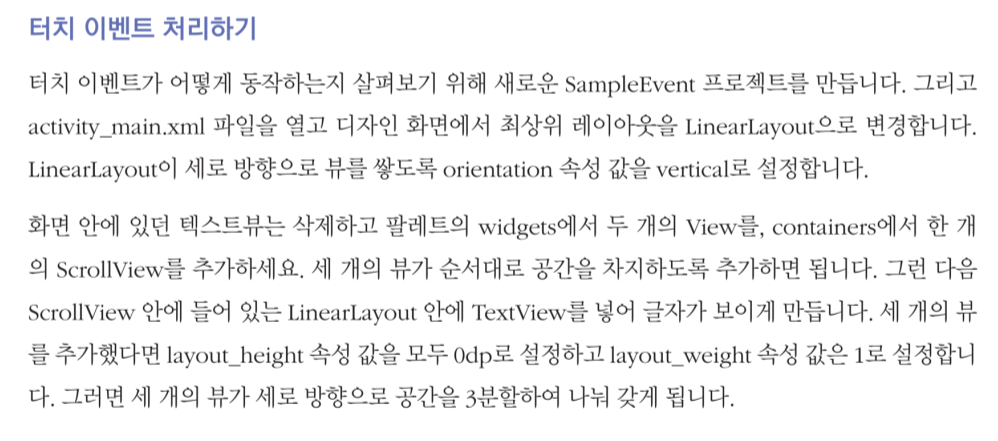 터치 이벤트 처리하기
터치 이벤트가 어떻게 동작하는지 살펴보기 위해 새로운 SampleEvent 프로젝트를 만듭니다. 그리고
activity_main.xml 파일을 열고 디자인 화면에서 최상위 레이아웃을 LinearLayout으로 변경합니다.
LinearLayout이 세로 방향으로 뷰를 쌓도록 orientation 속성 값을 vertical로 설정합니다.
화면 안에 있던 텍스트뷰는 삭제하고 팔레트의 widgets에서 두 개의 View를, containers에서 한 개
의 ScrollView를 추가하세요. 세 개의 뷰가 순서대로 공간을 차지하도록 추가하면 됩니다. 그런 다음
ScrollView 안에 들어 있는 LinearLayout 안에 TextView를 넣어 글자가 보이게 만듭니다. 세 개의 뷰
를 추가했다면 layout_height 속성 값을 모두 0dp로 설정하고 layout_weight 속성 값은 1로 설정합니
다. 그러면 세 개의 뷰가 세로 방향으로 공간을 3분할하여 나눠 갖게 됩니다.